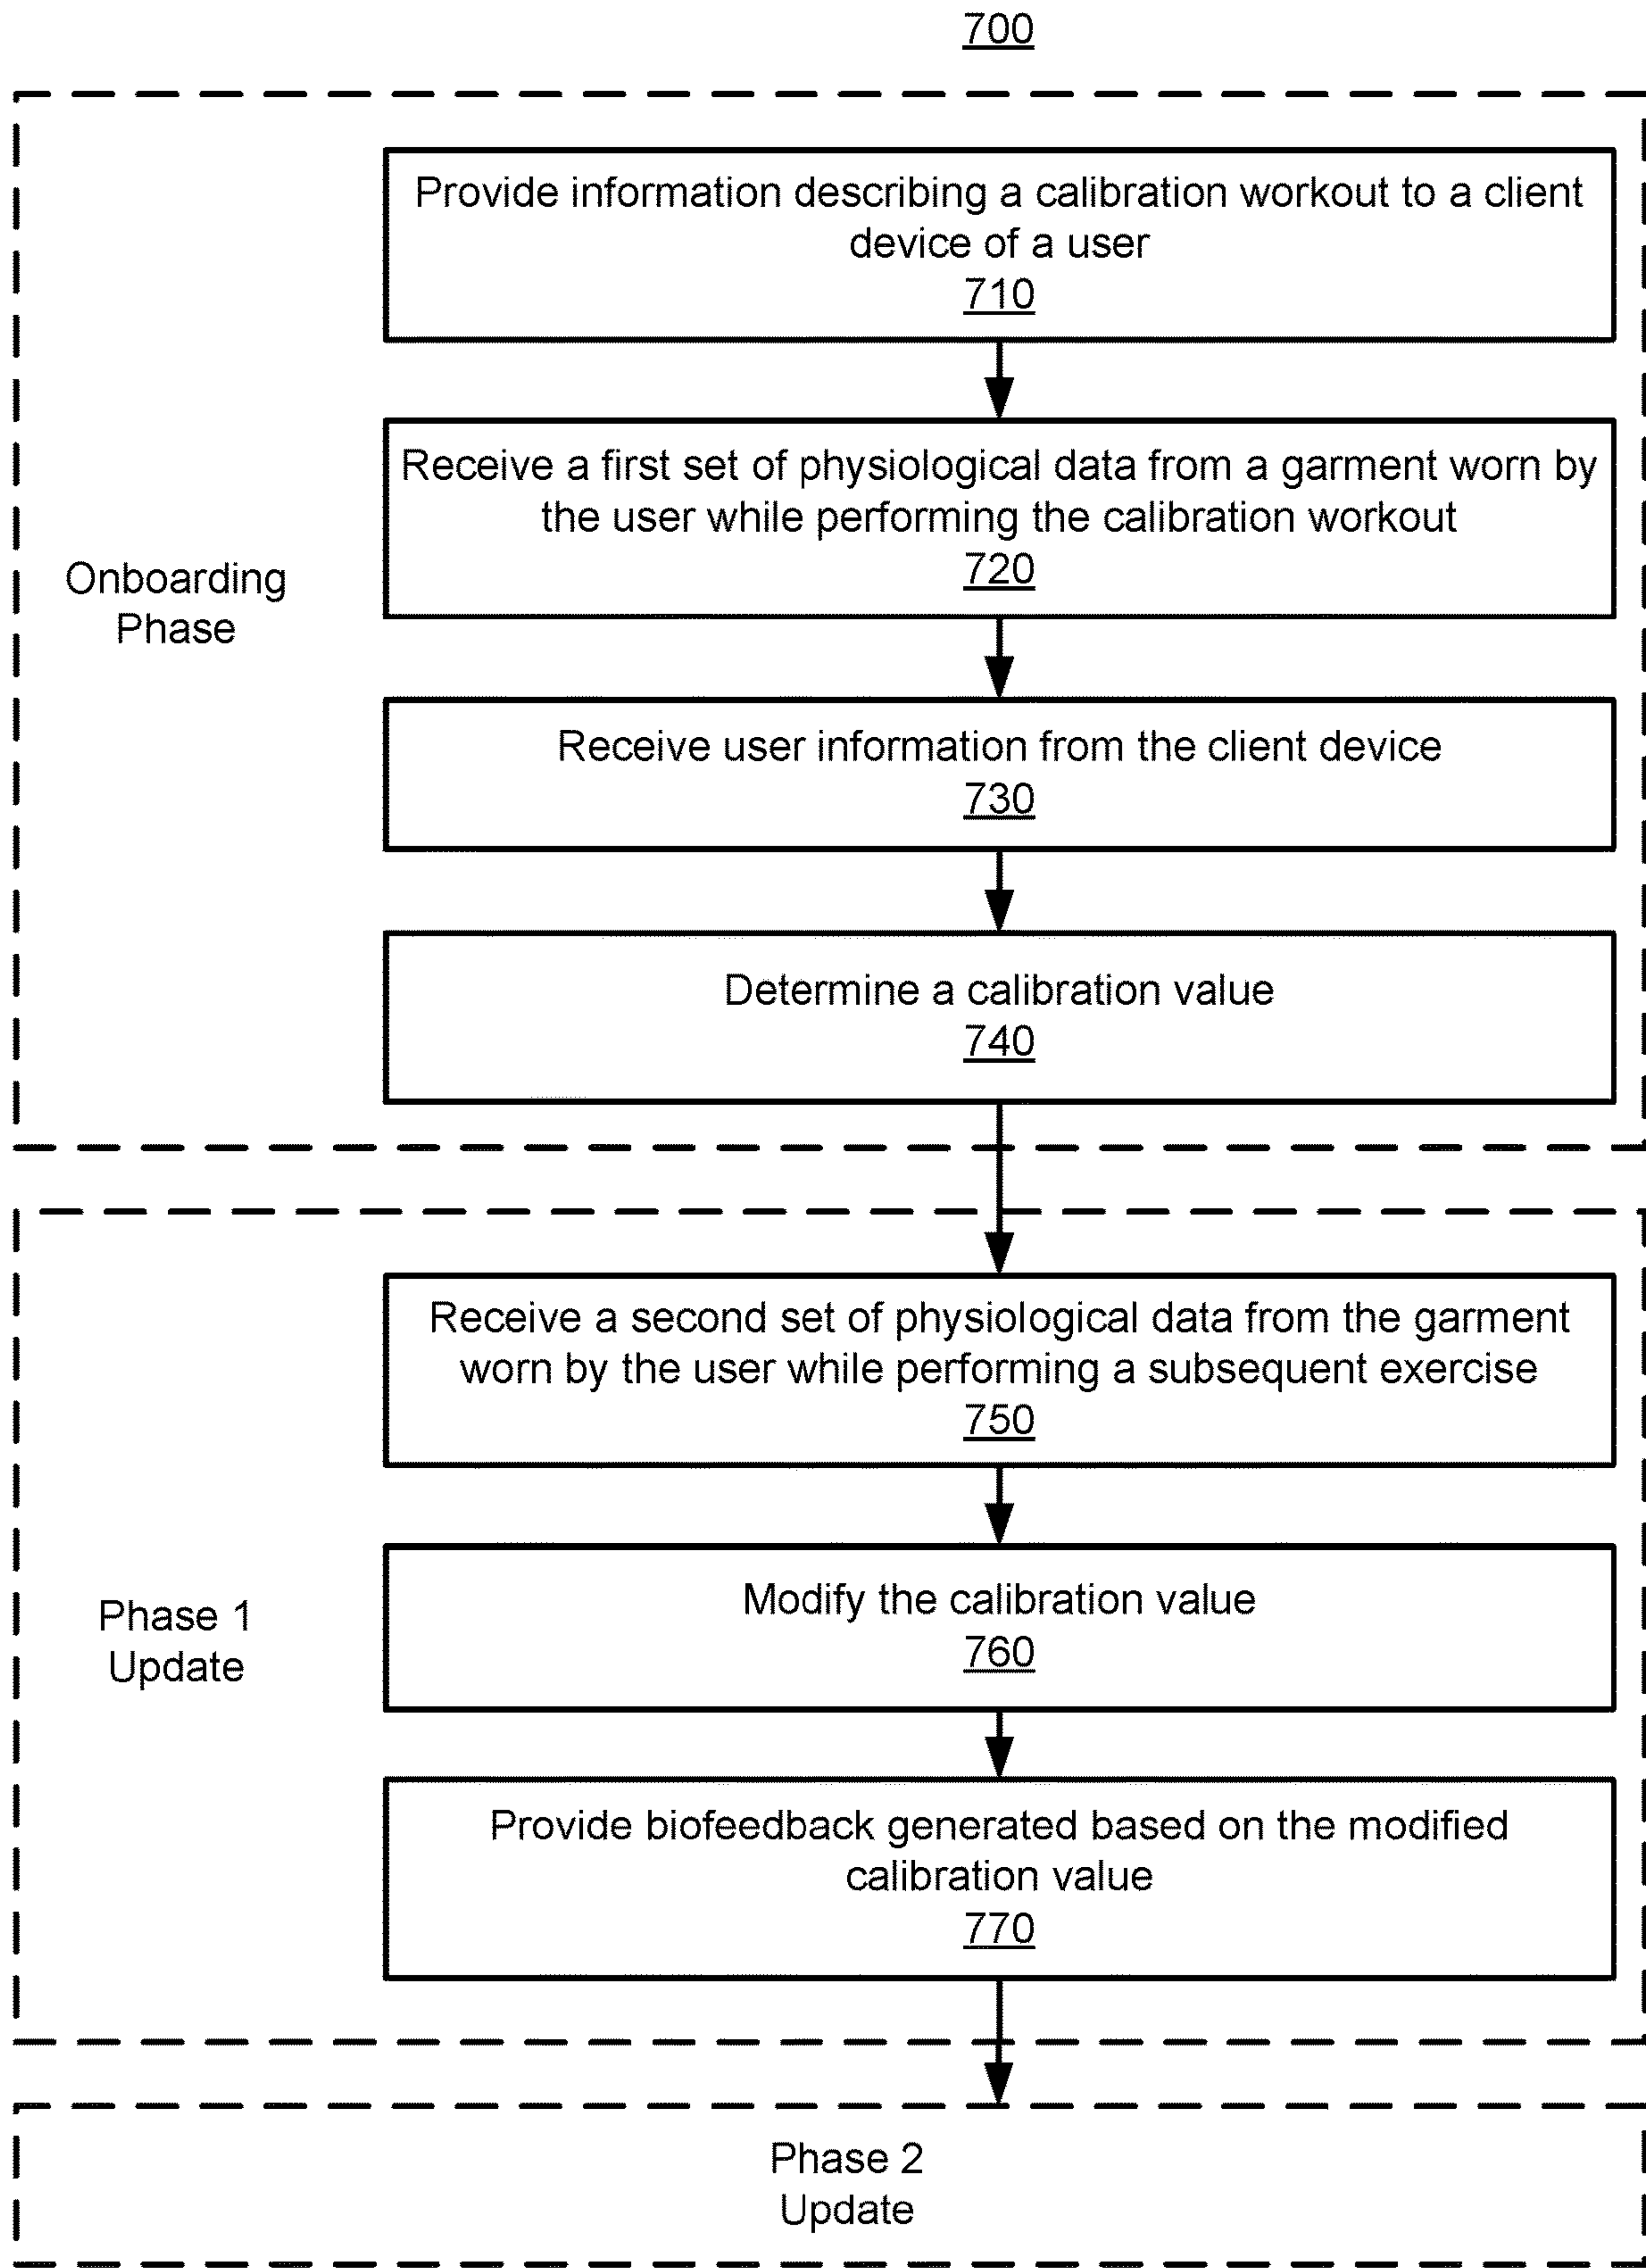 700
Provide information describing a calibration workout to a client
device of a user
710
Receive a first set of physiological data from a garment worn by
the user while performing the calibration workout
720
Onboarding
Phase
Receive user information from the client device
730
Determine a calibration value
740
Receive a second set of physiological data from the garment
worn by the user while performing a subsequent exercise
750
Phase 1
Update
Modify the calibration value
760
Provide biofeedback generated based on the modified
calibration value
770
Phase 2
Update